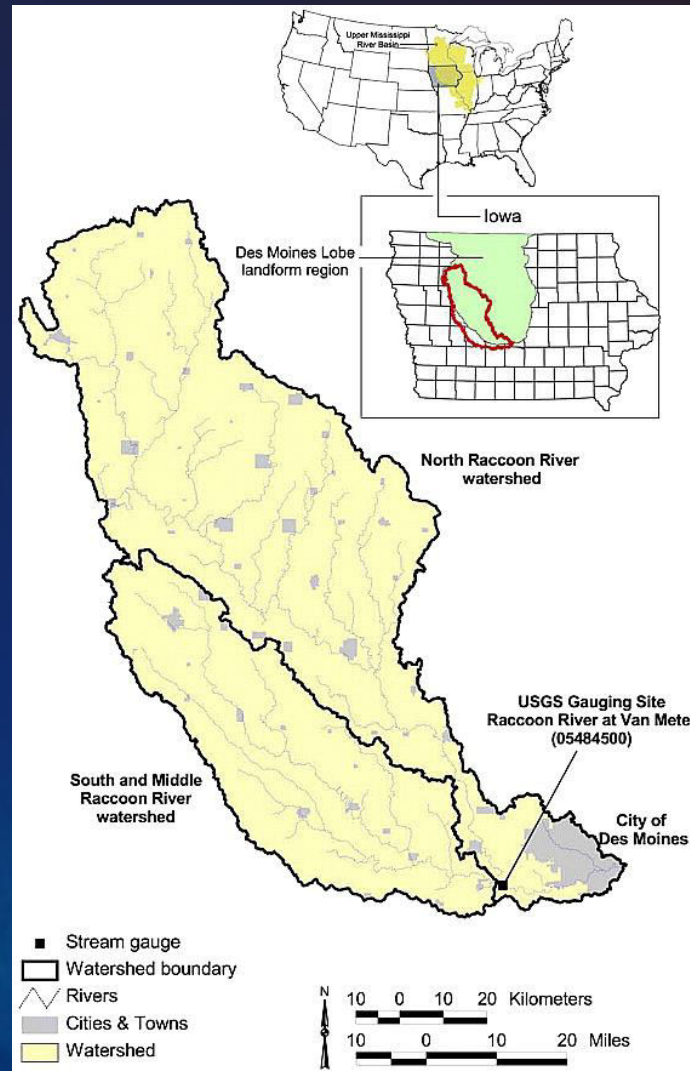 Upper Mississippi
River Basin
Iowa
Des Moines Lobe
landform region
North Raccoon River
watershed
USGS Gauging Site
Raccoon River at Van Mete
(05484500)
South and Middle
Raccoon River
watershed
City of
Des Moines
Stream gauge
Watershed boundary
Rivers
Cities & Towns
Watershed
N
10 0 10 20 Kilometers
10 0 10 20 Miles